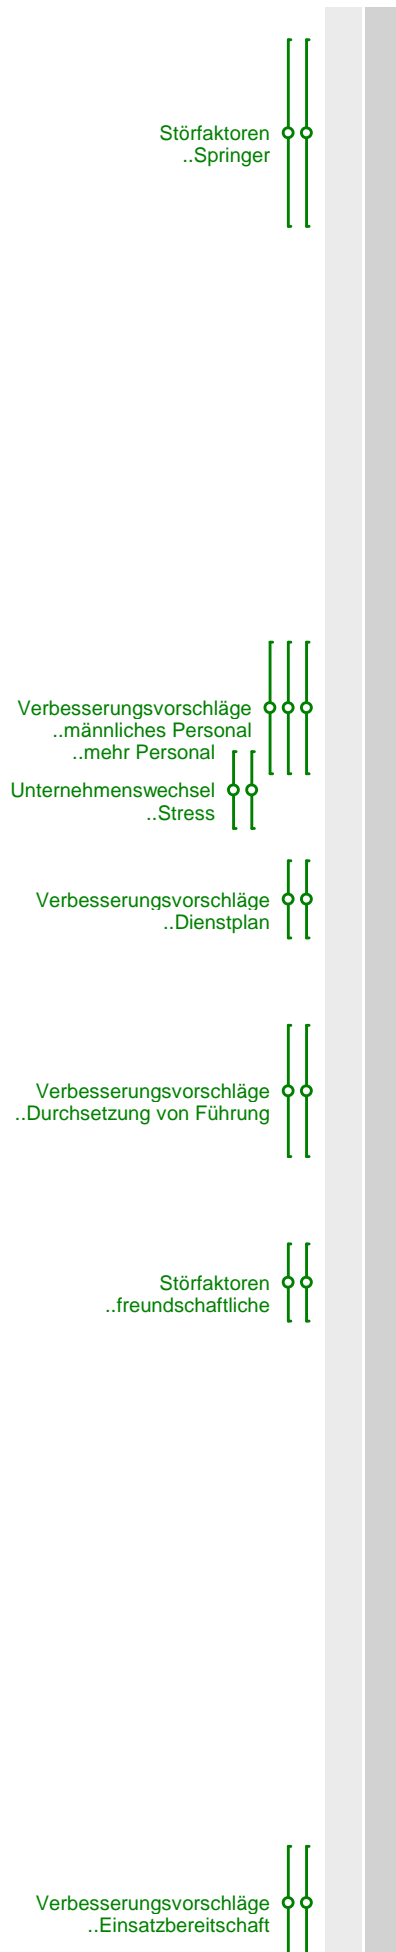 Störfaktoren
..Springer
Verbesserungsvorschläge
..männliches Personal
..mehr Personal
Unternehmenswechsel
..Stress
Verbesserungsvorschläge
..Dienstplan
Verbesserungsvorschläge
..Durchsetzung von Führung
Störfaktoren
..freundschaftliche
Verbesserungsvorschläge
..Einsatzbereitschaft